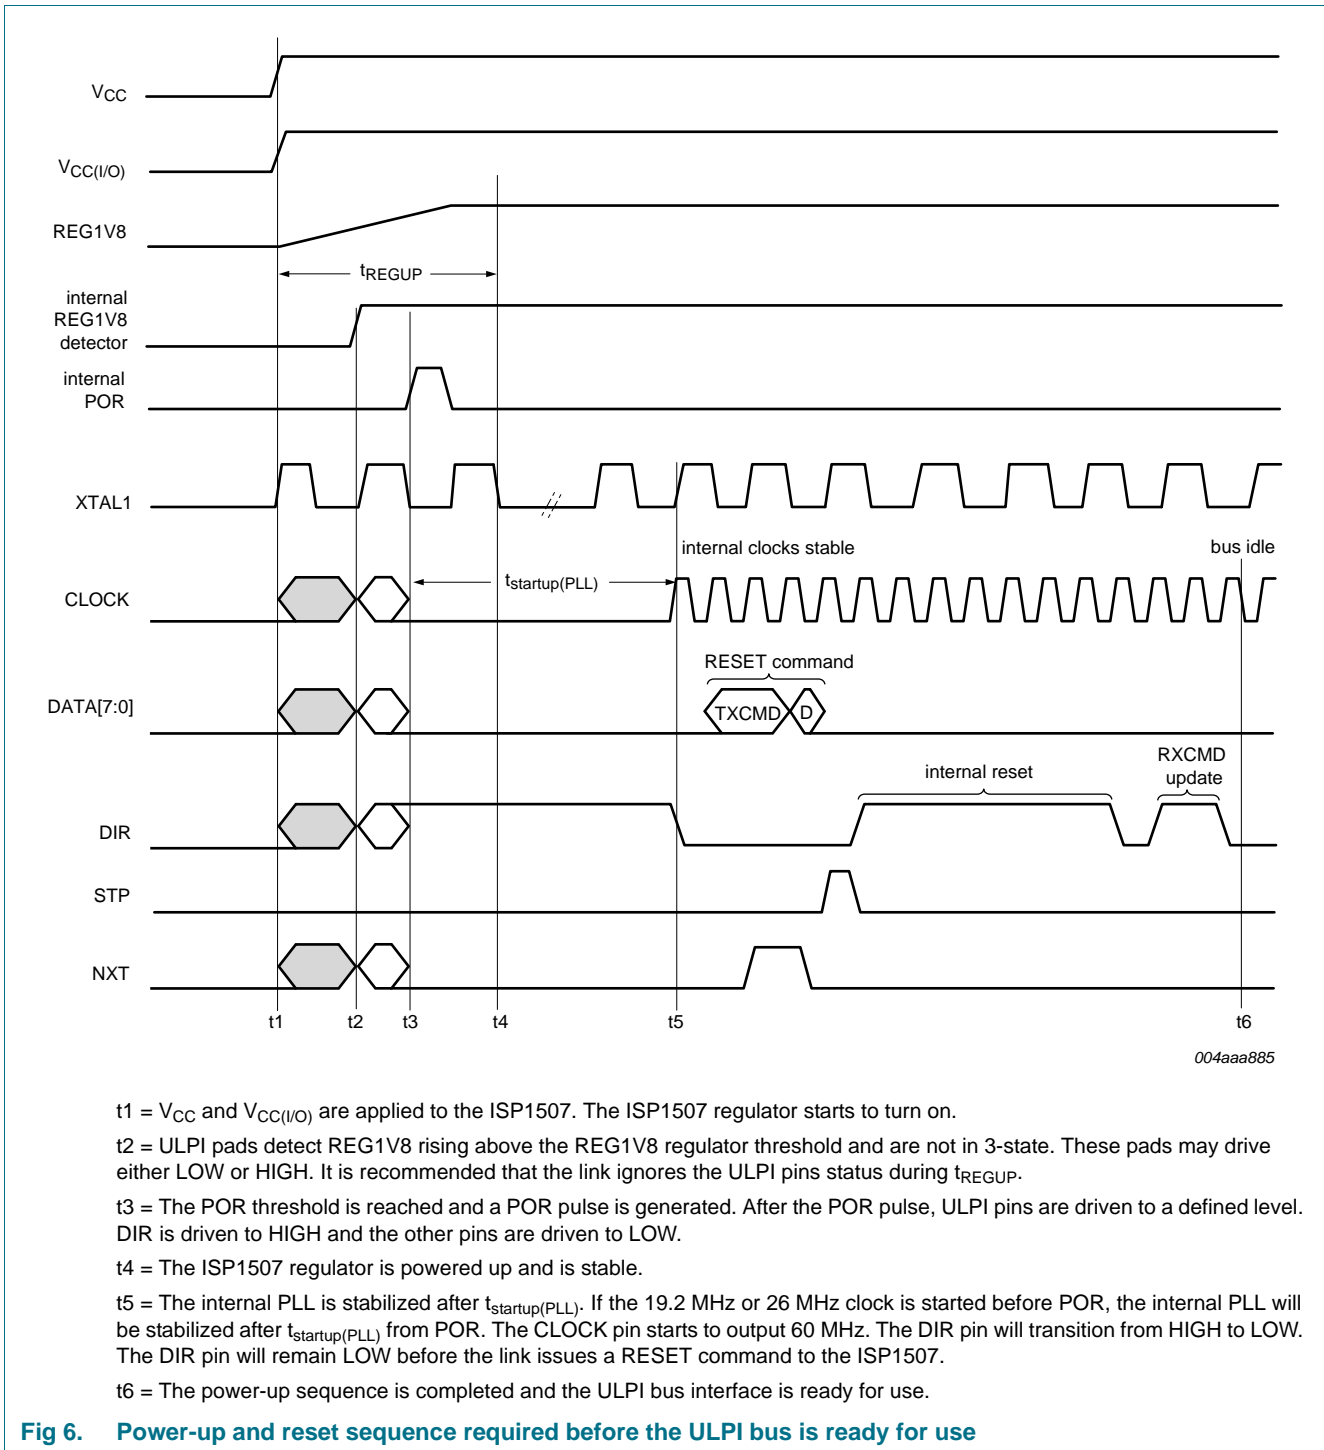 VCC
VCC(I/O)
REG1V8
tREGUP
internal
REG1V8
detector
internal
POR
XTAL1
internal clocks stable
bus idle
CLOCK
tstartup(PLL)
RESET command
DATA[7:0]
TXCMD
D
RXCMD
update
internal reset
DIR
STP
NXT
t1
t2
t3
t4
t5
t6
004aaa885
t1 = VCC and VCC(I/O) are applied to the ISP1507. The ISP1507 regulator starts to turn on.
t2 = ULPI pads detect REG1V8 rising above the REG1V8 regulator threshold and are not in 3-state. These pads may drive
either LOW or HIGH. It is recommended that the link ignores the ULPI pins status during tREGUP.
t3 = The POR threshold is reached and a POR pulse is generated. After the POR pulse, ULPI pins are driven to a defined level.
DIR is driven to HIGH and the other pins are driven to LOW.
t4 = The ISP1507 regulator is powered up and is stable.
t5 = The internal PLL is stabilized after tstartup(PLL). If the 19.2 MHz or 26 MHz clock is started before POR, the internal PLL will
be stabilized after tstartup(PLL) from POR. The CLOCK pin starts to output 60 MHz. The DIR pin will transition from HIGH to LOW.
The DIR pin will remain LOW before the link issues a RESET command to the ISP1507.
t6 = The power-up sequence is completed and the ULPI bus interface is ready for use.
Fig 6. Power-up and reset sequence required before the ULPI bus is ready for use